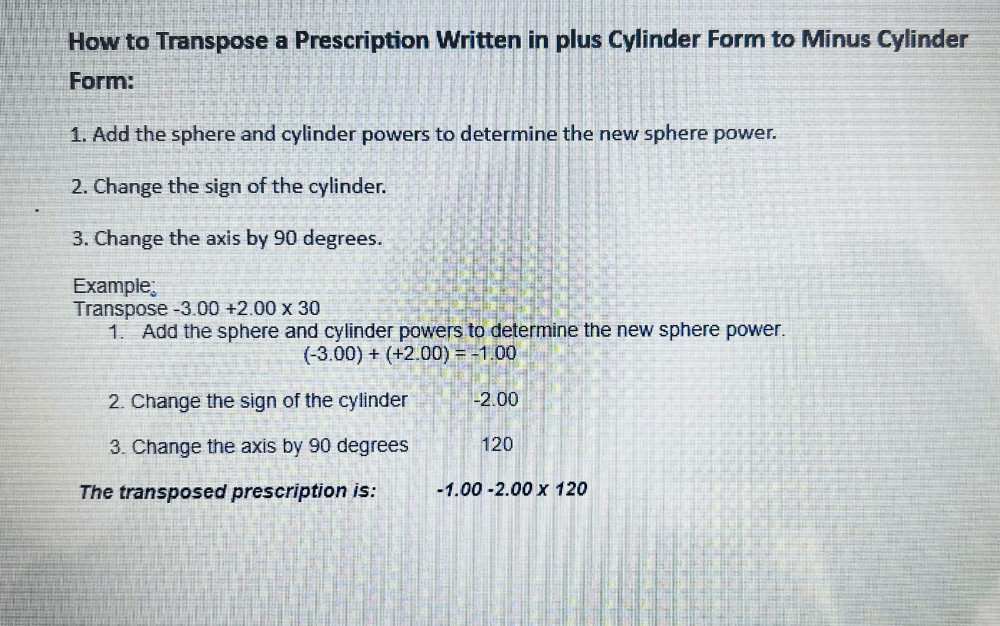 How to Transpose a Prescription Written in plus Cylinder Form to Minus Cylinder
Form:
1. Add the sphere and cylinder powers to determine the new sphere power.
2. Change the sign of the cylinder.
3. Change the axis by 90 degrees.
Example:
Transpose -3.00 +2.00 x 30
1. Add the sphere and cylinder powers to determine the new sphere power.
(-3.00) + (+2.00) = -1.00
2. Change the sign of the cylinder -2.00
3. Change the axis by 90 degrees 120
The transposed prescription is: -1.00 -2.00 x 120